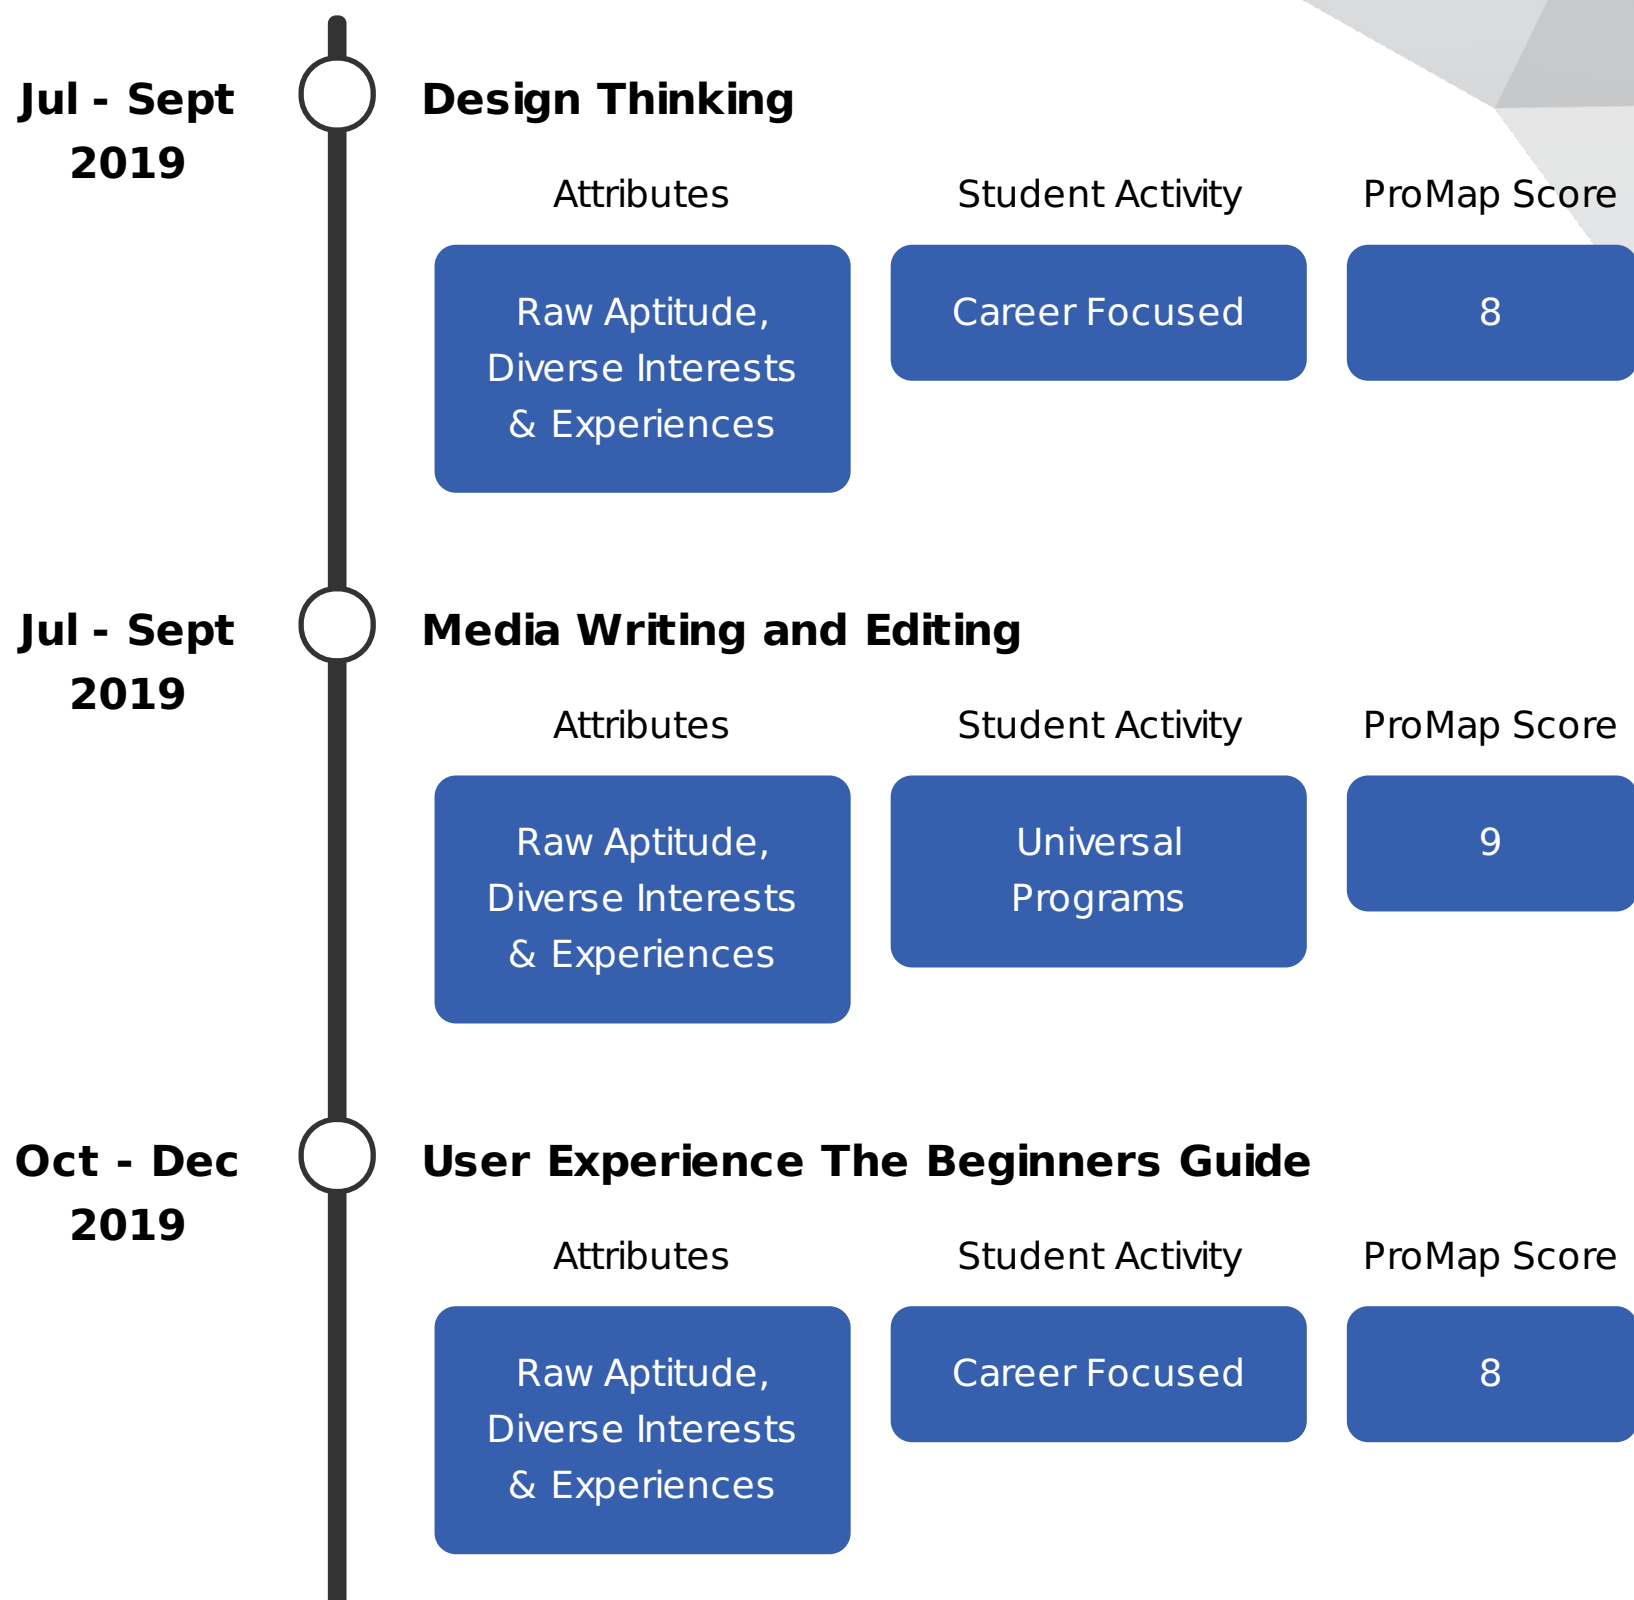 Jul - Sept
2019
Design Thinking
Attributes
Student Activity
ProMap Score
Raw Aptitude,
Diverse Interests
& Experiences
Career Focused
8
Jul - Sept
2019
Media Writing and Editing
Attributes
Student Activity
ProMap Score
Raw Aptitude,
Diverse Interests
& Experiences
Universal
Programs
9
Oct - Dec
2019
User Experience The Beginners Guide
Attributes
Student Activity
ProMap Score
Raw Aptitude,
Diverse Interests
& Experiences
Career Focused
8